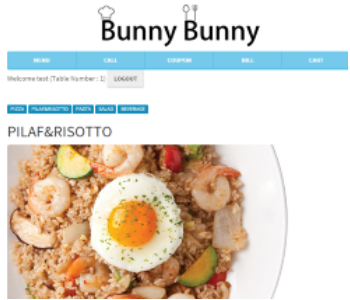 Bunny Bunny
MENU CALL COUPON BILL CART
Welcome test (Table Number : 1) LOGOUT
PIZZA PILAF&RISOTTO PASTA SALAD BEVERAGE
PILAF&RISOTTO